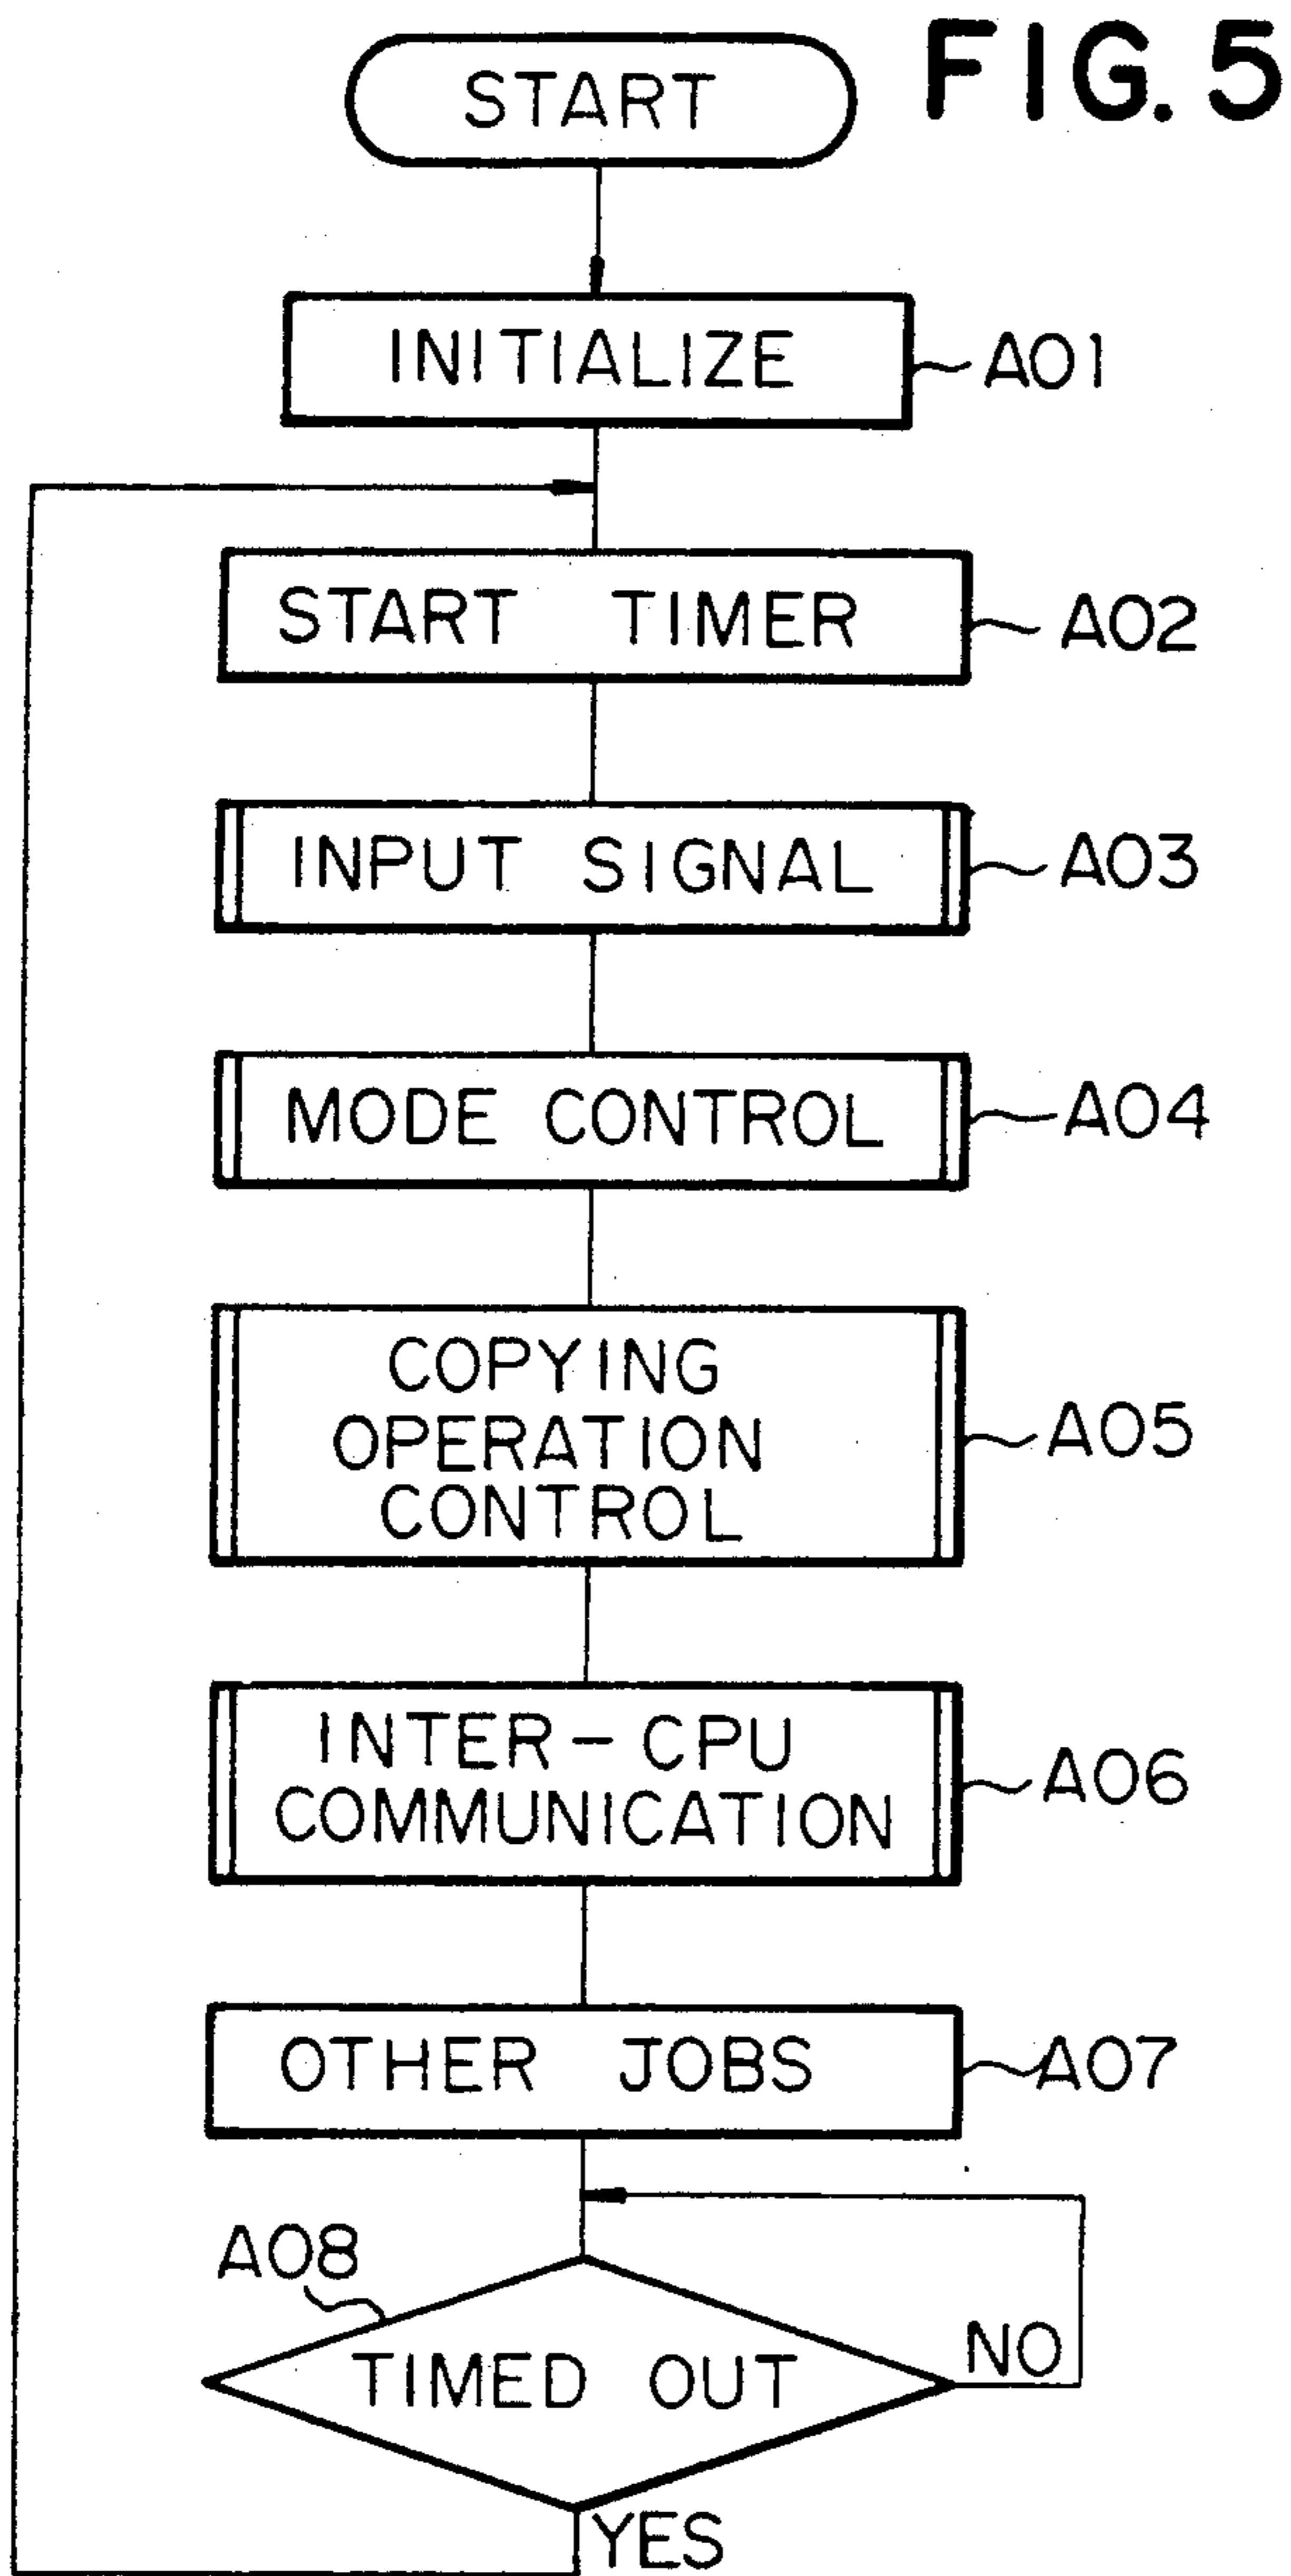 FIG. 5
START
INITIALIZE
A01
START TIMER
A02
INPUT SIGNAL
A03
MODE CONTROL
A04
COPYING
OPERATION
CONTROL
A05
INTER-CPU
COMMUNICATION
A06
OTHER JOBS
A07
A08
TIMED OUT
NO
YES